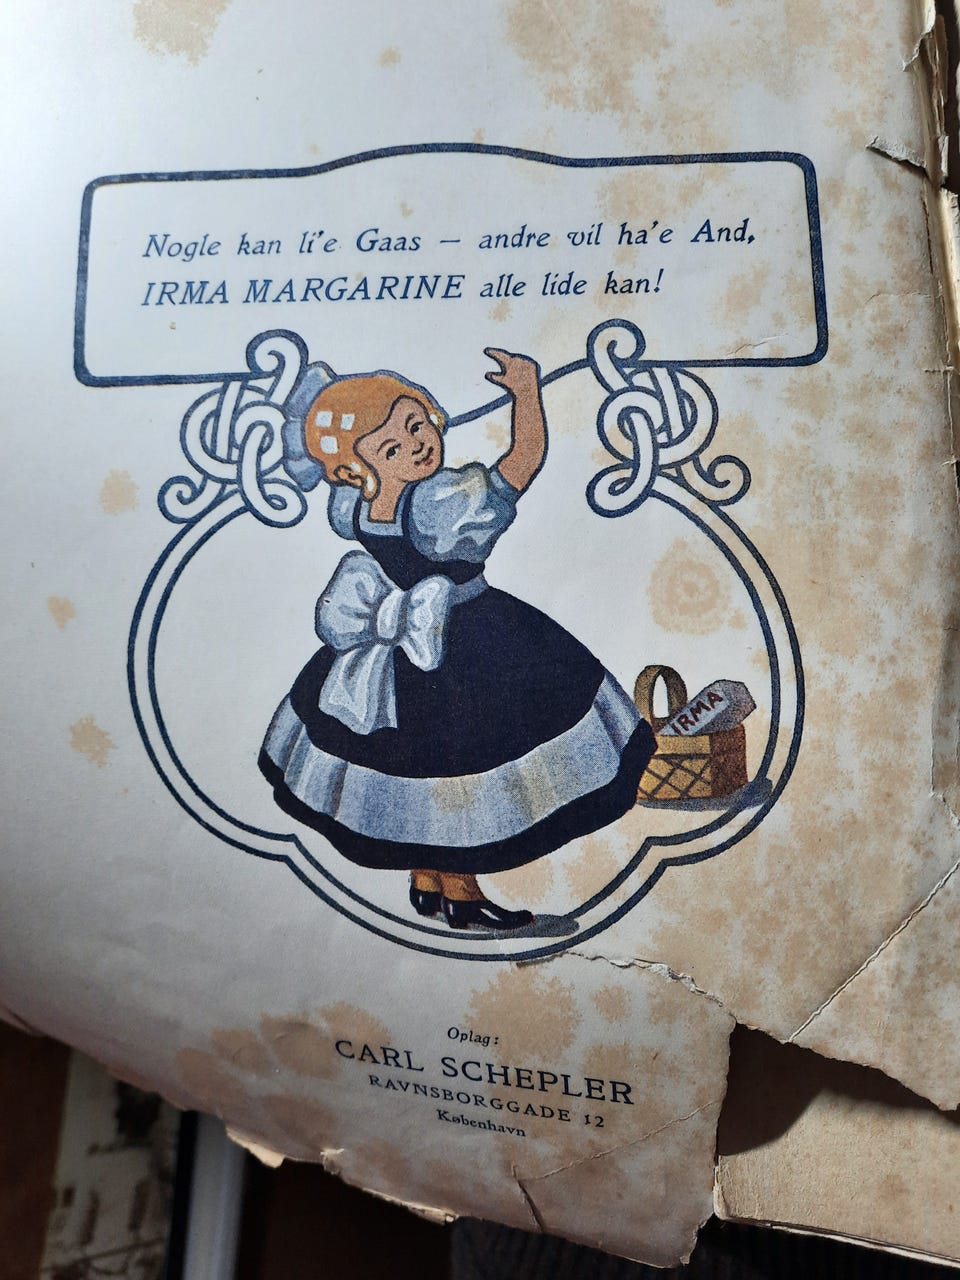 Nogle kan li'e Gaas — andre vil ha'e And,
IRMA MARGARINE alle lide kan!
IRMA
Oplag:
CARL SCHEPLER
RAVNSBORGGADE 12
København